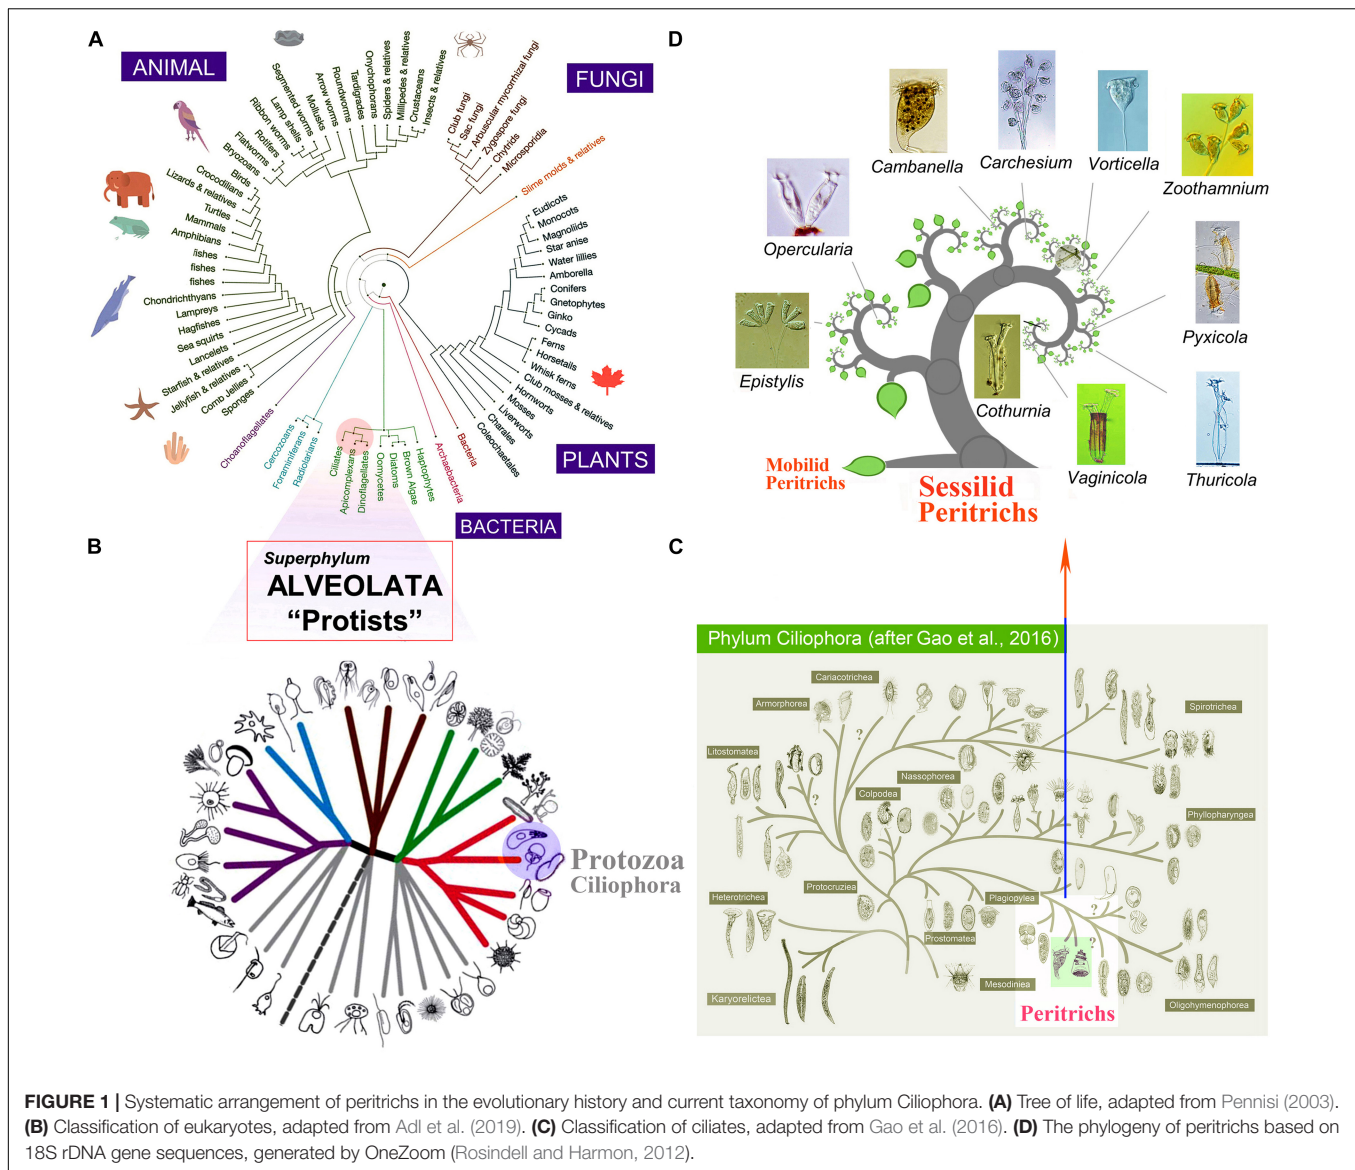 A
ANIMAL
FUNGI
Bryozoans
Flatworms
Rotifers
Ribbon worms
Lamp shells
Segmented worms
Mollusks
Arrow worms
Roundworms
Tardigrades
Onychophorans
Spiders & relatives
Millipedes & relatives
Crustaceans
Insects & relatives
Club fungi
Sac fungi
Arbuscular mycorrhizal fungi
Zygospore fungi
Chytrids
Microsporidia
Slime molds & relatives
Birds
Crocodilians
Lizards & relatives
Turtles
Mammals
Amphibians
fishes
fishes
fishes
Chondrichthyans
Lampreys
Hagfishes
Sea squirts
Lancelets
Starfish & relatives
Jellyfish & relatives
Comb Jellies
Sponges
Choanoflagellates
Cercozoans
Foraminiferans
Radiolarians
Ciliates
Apicomplexans
Dinoflagellates
Oomycetes
Diatoms
Brown Algae
Haptophytes
Archaebacteria
Bacteria
Eudicots
Monocots
Magnoliids
Star anise
Water lillies
Amborella
Conifers
Gnetophytes
Ginko
Cycads
Ferns
Horsetails
Whisk ferns
Club mosses & relatives
Hornworts
Mosses
Liverworts
Charales
Coleochaetales
PLANTS
BACTERIA
B
Superphylum
ALVEOLATA
“Protists”
Protozoa
Ciliophora
D
Cambanella
Carchesium
Vorticella
Zoothamnium
Opercularia
Pyxicola
Epistylis
Cothurnia
Vaginicola
Thuricola
Mobilid
Peritrichs
Sessilid
Peritrichs
C
Phylum Ciliophora (after Gao et al., 2016)
Cariacotrichea
Armorphorea
?
Spirotrichea
Litostomatea
?
Nassophorea
Colpodea
Phyllopharyngea
Protocruziea
Heterotrichea
Plagiopylea
?
Prostomatea
?
Mesodiniea
Karyorelictea
Oligohymenophorea
Peritrichs
FIGURE 1 | Systematic arrangement of peritrichs in the evolutionary history and current taxonomy of phylum Ciliophora. (A) Tree of life, adapted from Pennisi (2003).
(B) Classification of eukaryotes, adapted from Adl et al. (2019). (C) Classification of ciliates, adapted from Gao et al. (2016). (D) The phylogeny of peritrichs based on
18S rDNA gene sequences, generated by OneZoom (Rosindell and Harmon, 2012).